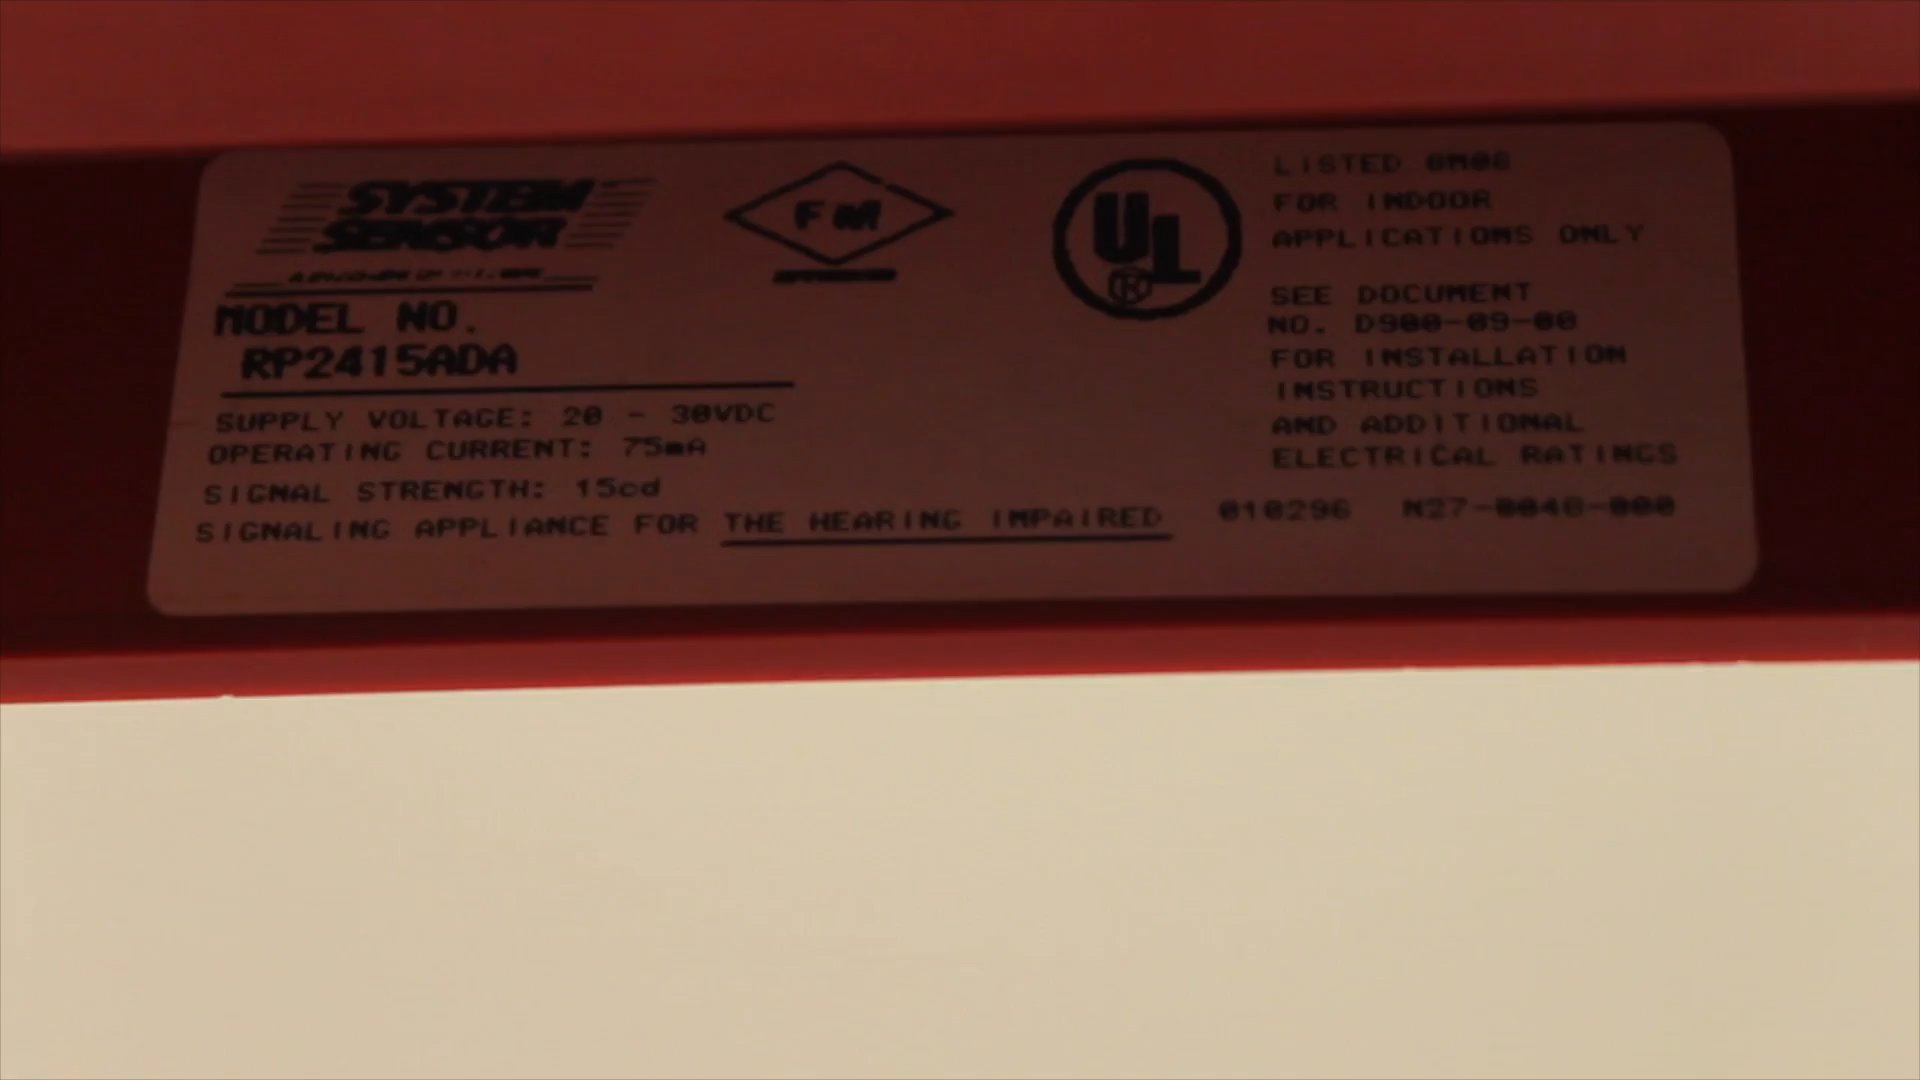 SYSTEM
SENSOR
MODEL NO.
RP2415ADA
SUPPLY VOLTAGE: 20 - 30VDC
OPERATING CURRENT: 75mA
SIGNAL STRENGTH: 15cd
SIGNALING APPLIANCE FOR THE HEARING IMPAIRED
FM
UL
®
LISTED
FOR INDOOR
APPLICATIONS ONLY
SEE DOCUMENT
NO. D900-09-00
FOR INSTALLATION
INSTRUCTIONS
AND ADDITIONAL
ELECTRICAL RATINGS
010296